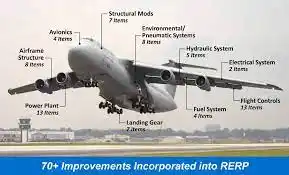 Structural Mods
7 Items
Avionics
4 Items
Environmental/
Pneumatic Systems
8 Items
Hydraulic System
5 Items
Airframe
Structure
8 Items
Electrical System
2 Items
Power Plant
13 Items
Flight Controls
13 Items
Fuel System
4 Items
Landing Gear
7 Items
70+ Improvements Incorporated into RERP